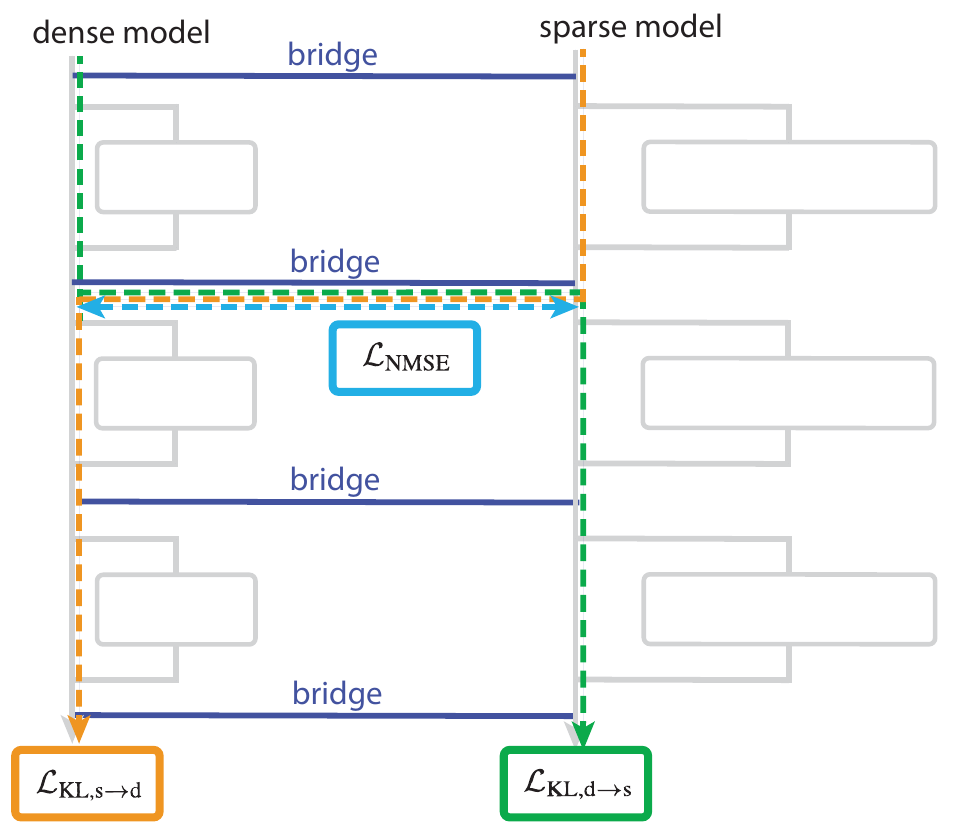 dense model
sparse model
bridge
bridge
ℒNMSE
bridge
bridge
ℒKL,s→d
ℒKL,d→s